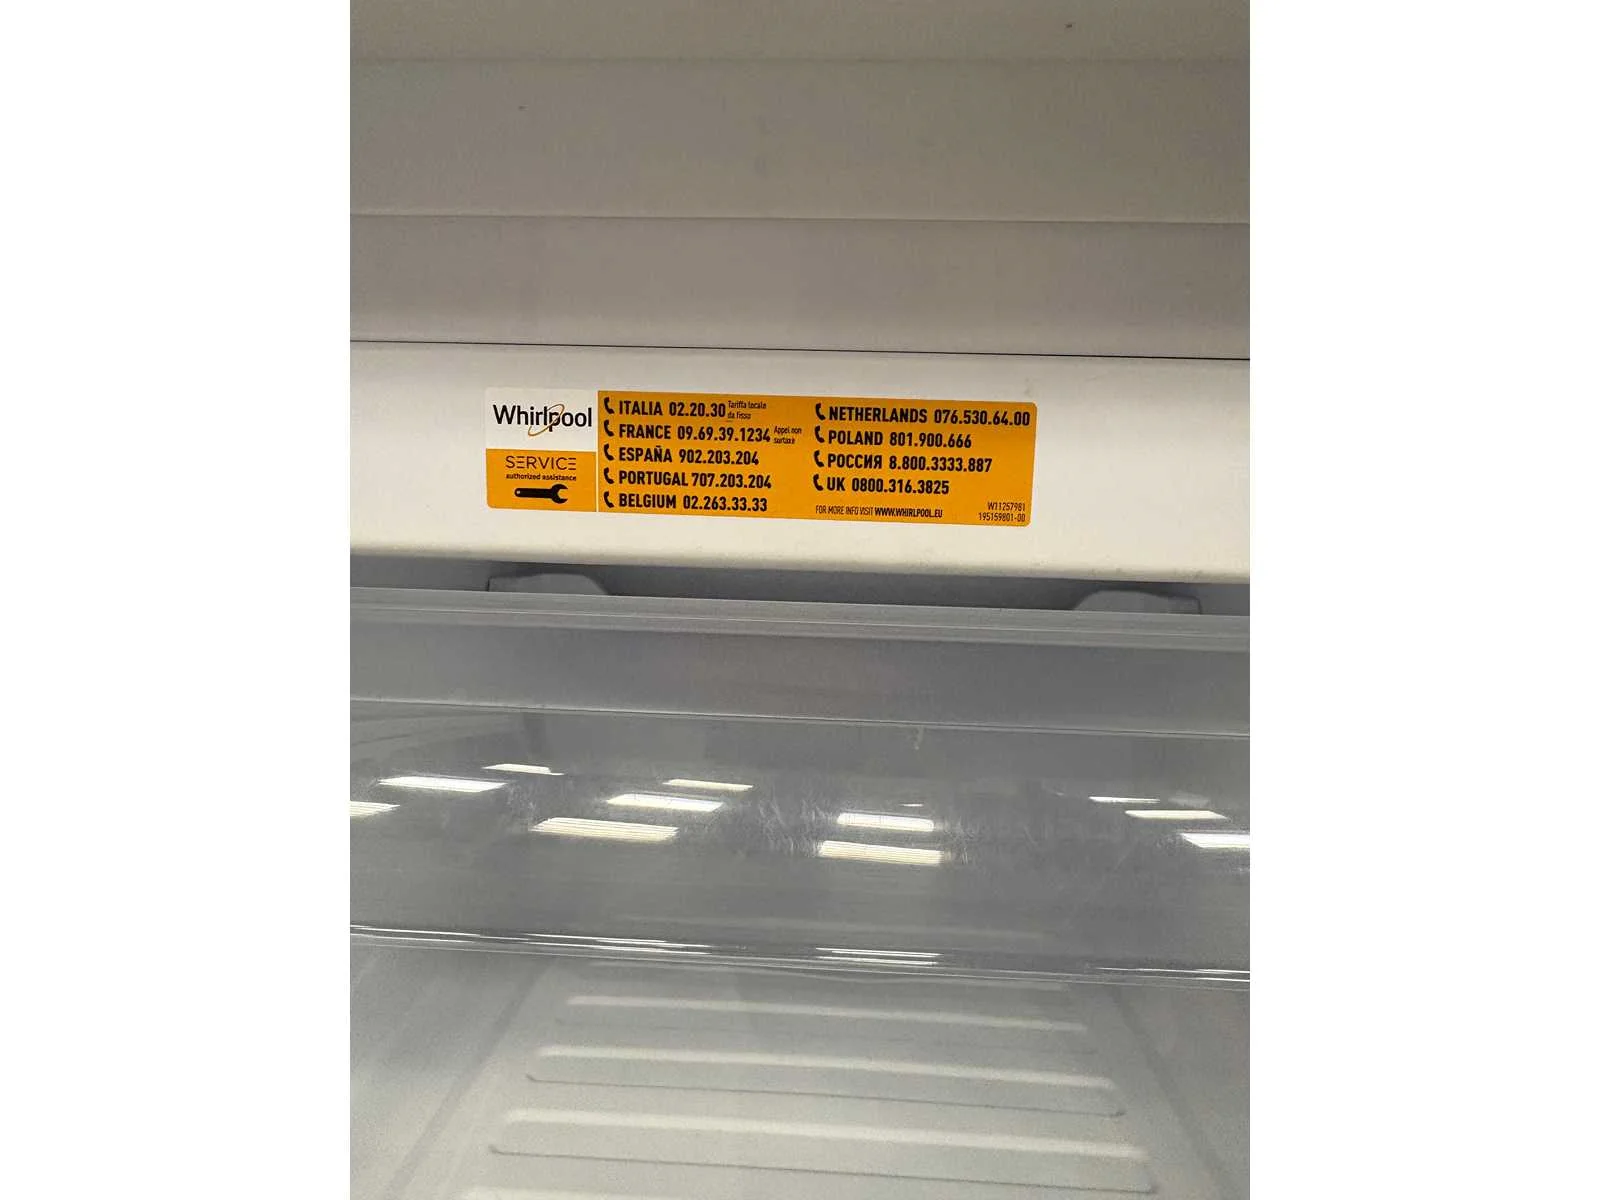 Whirlpool
SERVICE
authorized assistance
ITALIA 02.20.30 Tariffa locale da fisso
FRANCE 09.69.39.1234 Appel non surtaxé
ESPAÑA 902.203.204
PORTUGAL 707.203.204
BELGIUM 02.263.33.33
NETHERLANDS 076.530.64.00
POLAND 801.900.666
РОССИЯ 8.800.3333.887
UK 0800.316.3825
FOR MORE INFO VISIT WWW.WHIRLPOOL.EU
W11257981
195159801-00